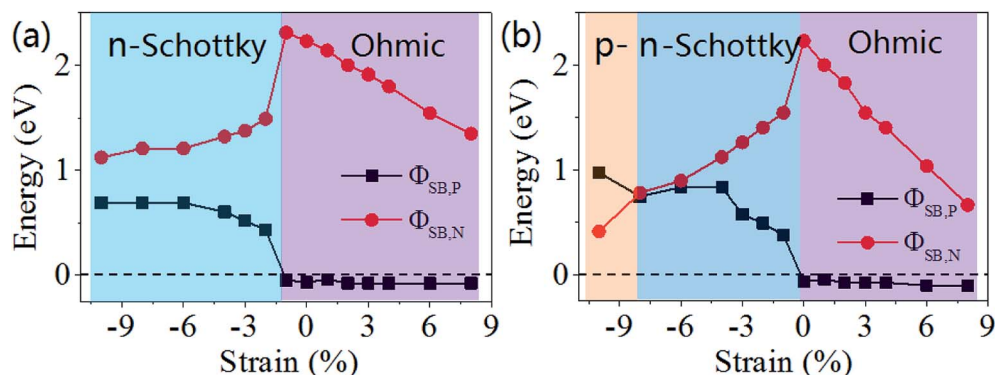 (a)
n-Schottky
Ohmic
Energy (eV)
2
1
0
Φ_SB,P
Φ_SB,N
-9 -6 -3 0 3 6 9
Strain (%)
(b)
p- n-Schottky
Ohmic
Energy (eV)
2
1
0
Φ_SB,P
Φ_SB,N
-9 -6 -3 0 3 6 9
Strain (%)